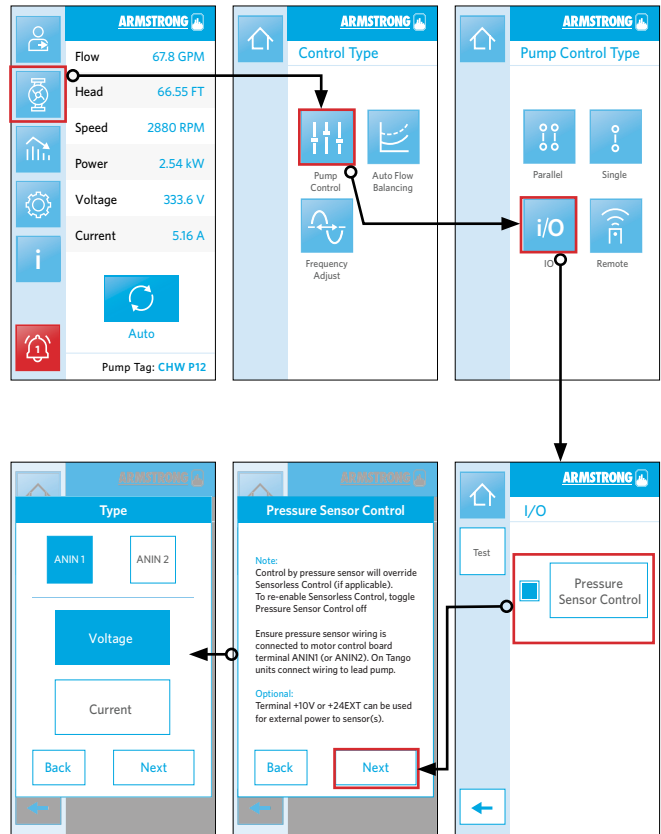 ARMSTRONG
Flow 67.8 GPM
Head 66.55 FT
Speed 2880 RPM
Power 2.54 kW
Voltage 333.6 V
Current 5.16 A
i
1
Auto
Pump Tag: CHW P12
ARMSTRONG
Control Type
Pump
Control
Auto Flow
Balancing
Frequency
Adjust
ARMSTRONG
Pump Control Type
Parallel
Single
i/O
IO
Remote
ARMSTRONG
Type
ANIN 1
ANIN 2
Voltage
Current
Back
Next
ARMSTRONG
Pressure Sensor Control
Note:
Control by pressure sensor will override
Sensorless Control (if applicable).
To re-enable Sensorless Control, toggle
Pressure Sensor Control off
Ensure pressure sensor wiring is
connected to motor control board
terminal ANIN1 (or ANIN2). On Tango
units connect wiring to lead pump.
Optional:
Terminal +10V or +24EXT can be used
for external power to sensor(s).
Back
Next
ARMSTRONG
I/O
Test
Pressure
Sensor Control